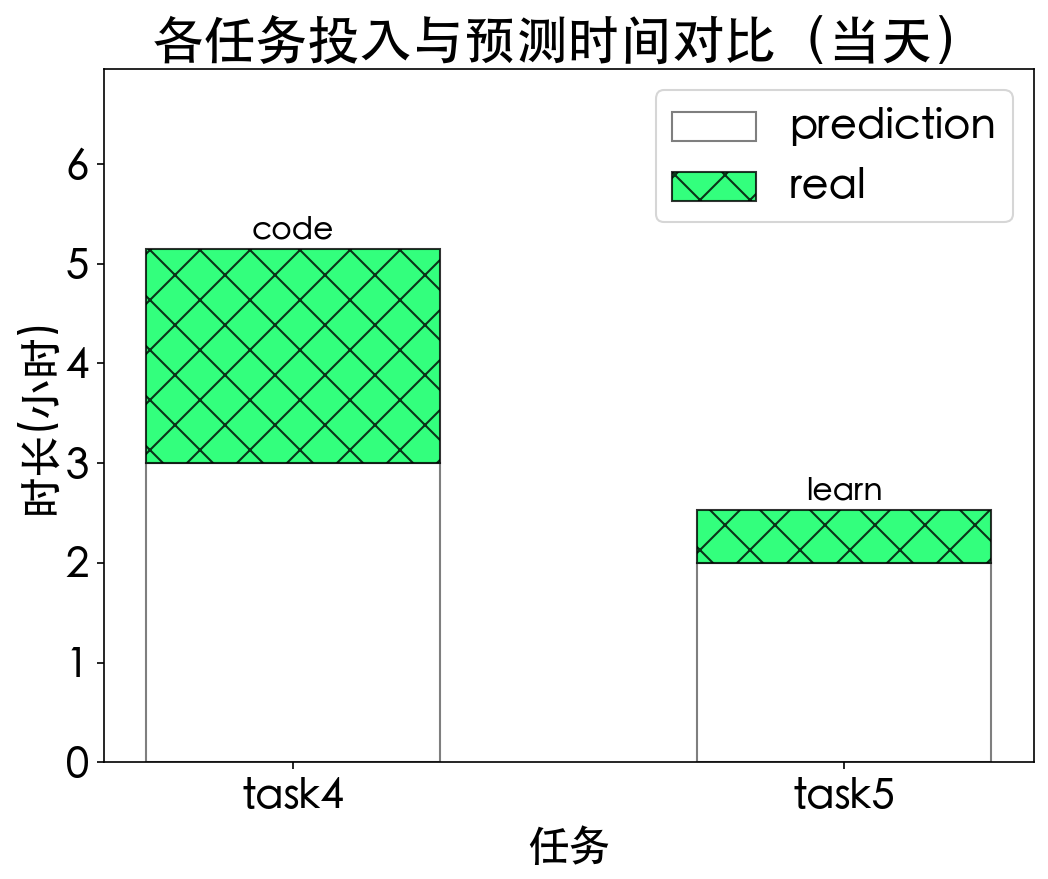 各任务投入与预测时间对比（当天）
prediction
real
6
5
4
3
2
1
0
时长(小时)
code
learn
task4
task5
任务